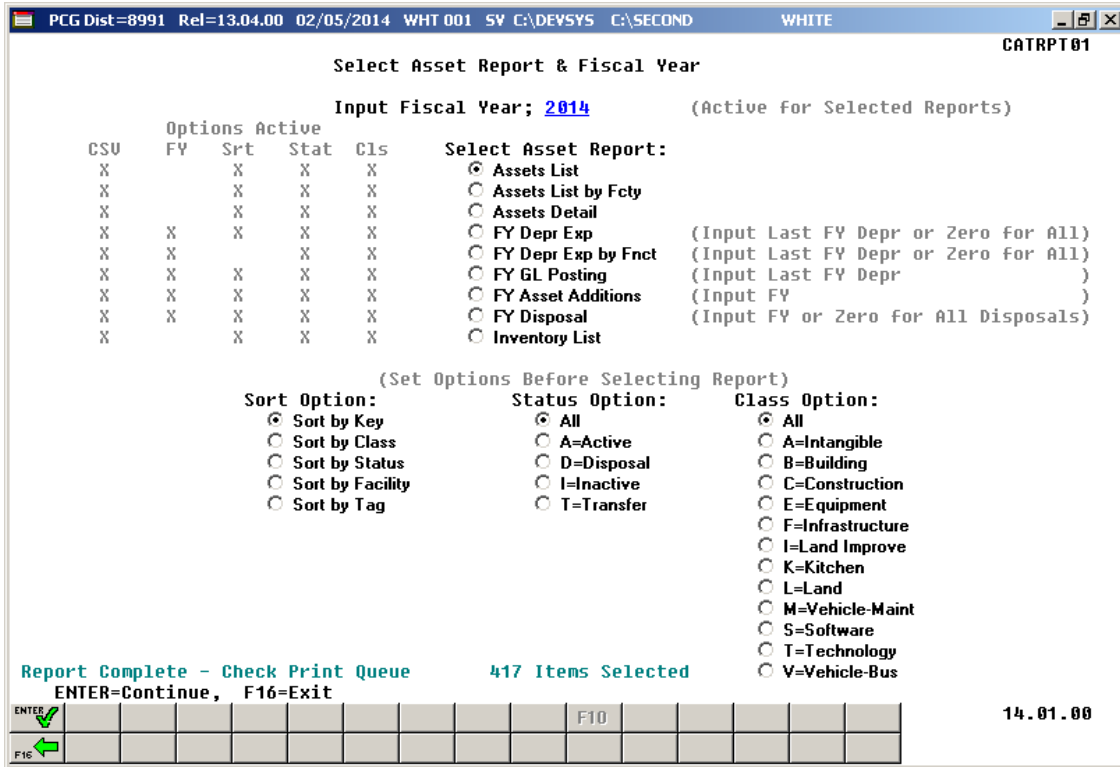 PCG Dist=8991 Rel=13.04.00 02/05/2014 WHT 001 SV C:\DEVSYS C:\SECOND WHITE
CATRPT01
Select Asset Report & Fiscal Year
Input Fiscal Year; 2014 (Active for Selected Reports)
Options Active
CSV FY Srt Stat Cls Select Asset Report:
X X X X Assets List
X X X X Assets List by Fcty
X X X X Assets Detail
X X X X X FY Depr Exp (Input Last FY Depr or Zero for All)
X X X X FY Depr Exp by Fnct (Input Last FY Depr or Zero for All)
X X X X X FY GL Posting (Input Last FY Depr )
X X X X X FY Asset Additions (Input FY )
X X X X X FY Disposal (Input FY or Zero for All Disposals)
X X X X Inventory List
(Set Options Before Selecting Report)
Sort Option: Status Option: Class Option:
Sort by Key All All
Sort by Class A=Active A=Intangible
Sort by Status D=Disposal B=Building
Sort by Facility I=Inactive C=Construction
Sort by Tag T=Transfer E=Equipment
F=Infrastructure
I=Land Improve
K=Kitchen
L=Land
M=Vehicle-Maint
S=Software
T=Technology
Report Complete - Check Print Queue 417 Items Selected V=Vehicle-Bus
ENTER=Continue, F16=Exit
ENTER F10 14.01.00
F16